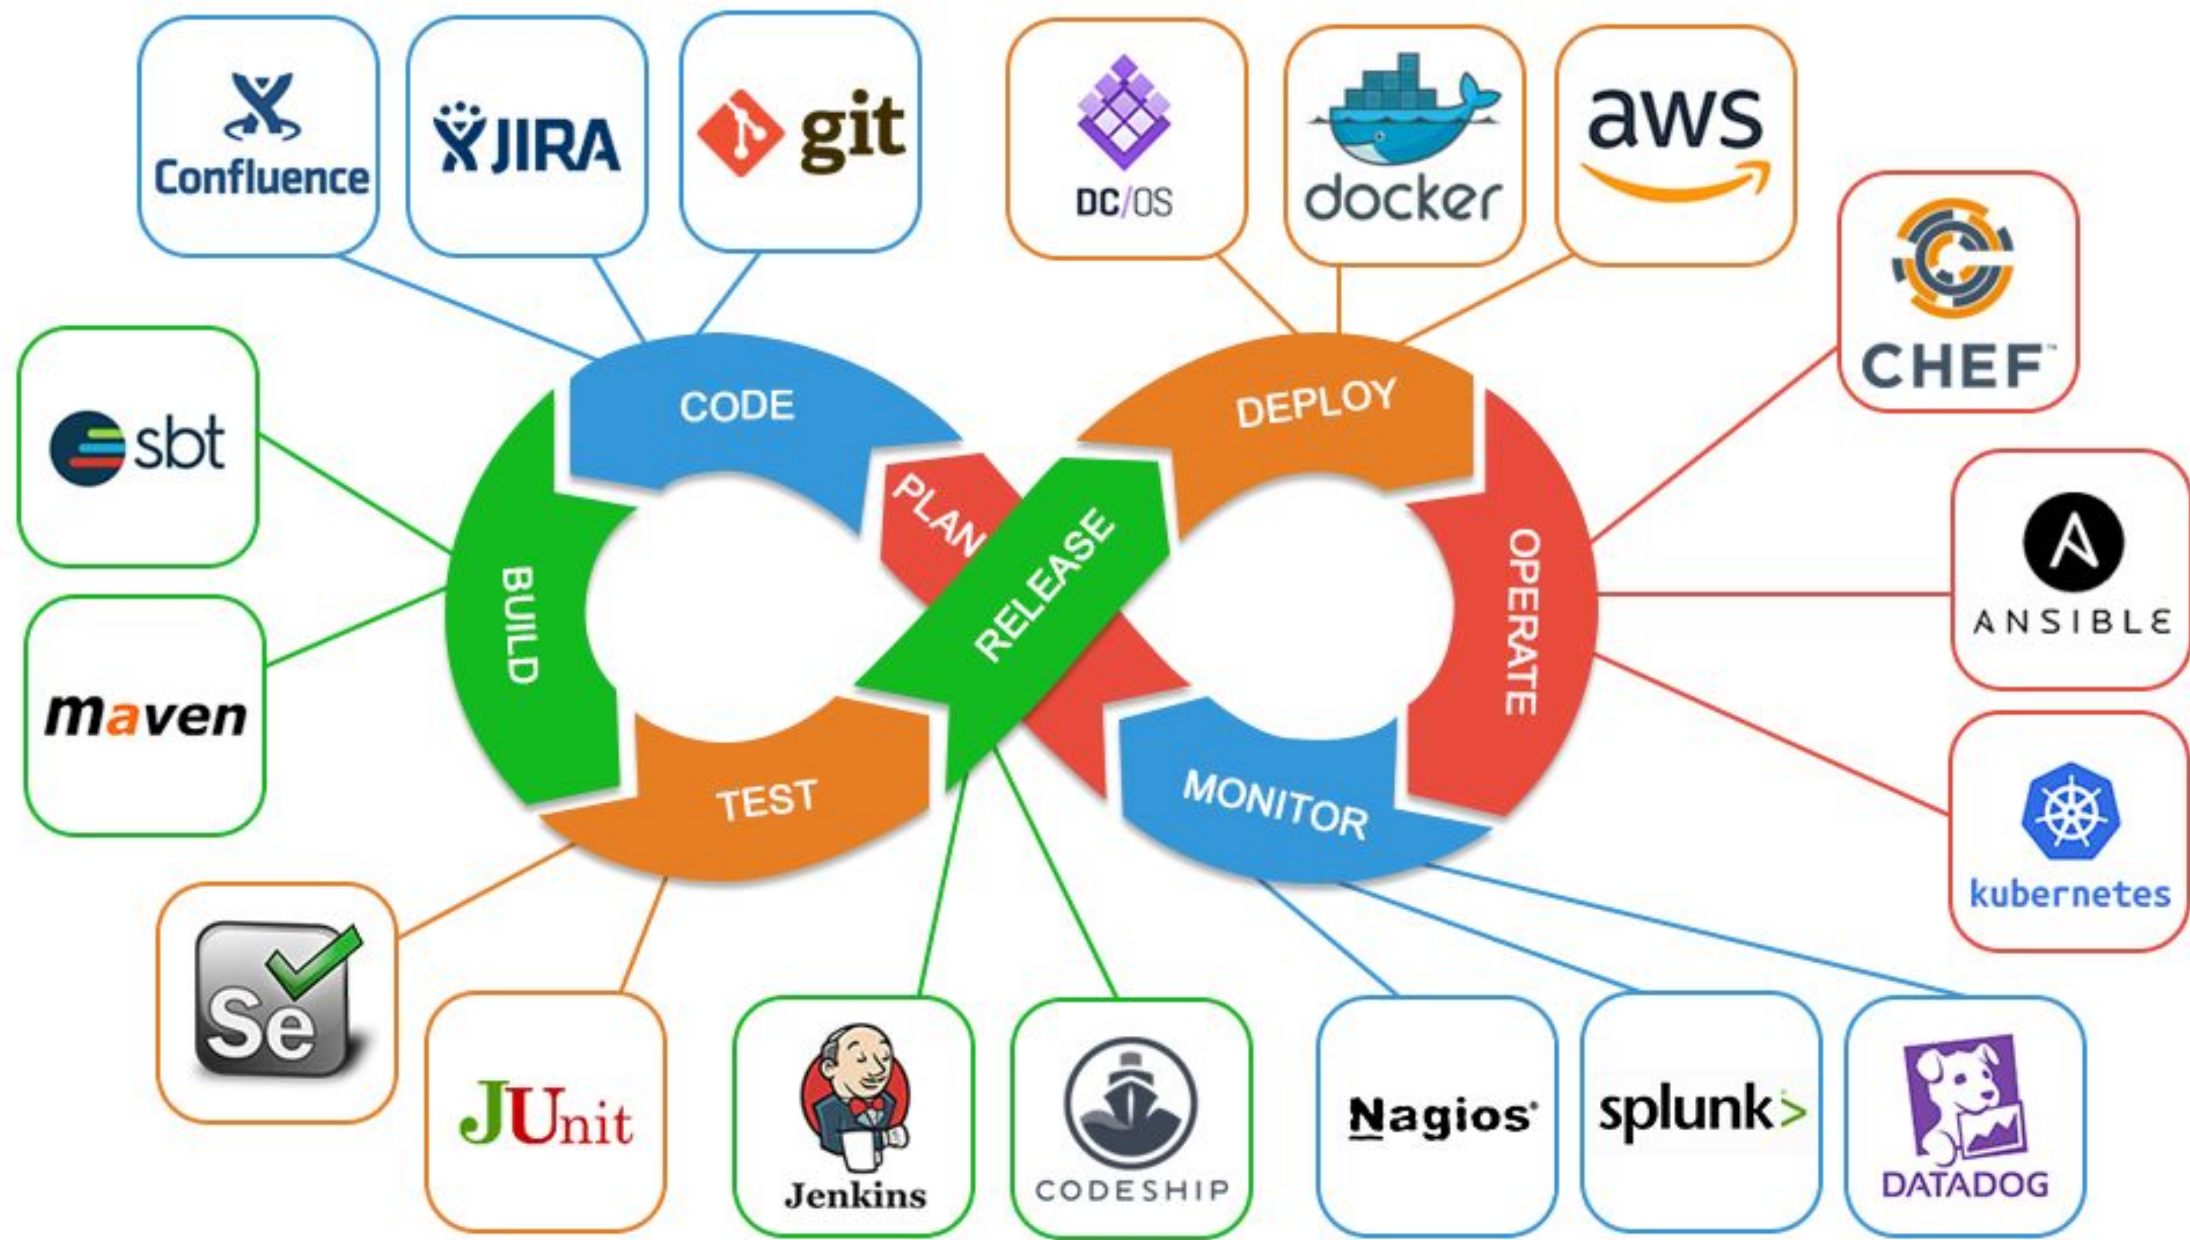 Confluence
JIRA
git
DC/OS
docker
aws
CHEF™
sbt
CODE
DEPLOY
PLAN
RELEASE
OPERATE
ANSIBLE
BUILD
maven
TEST
MONITOR
kubernetes
Se
JUnit
Jenkins
CODESHIP
Nagios®
splunk>
DATADOG